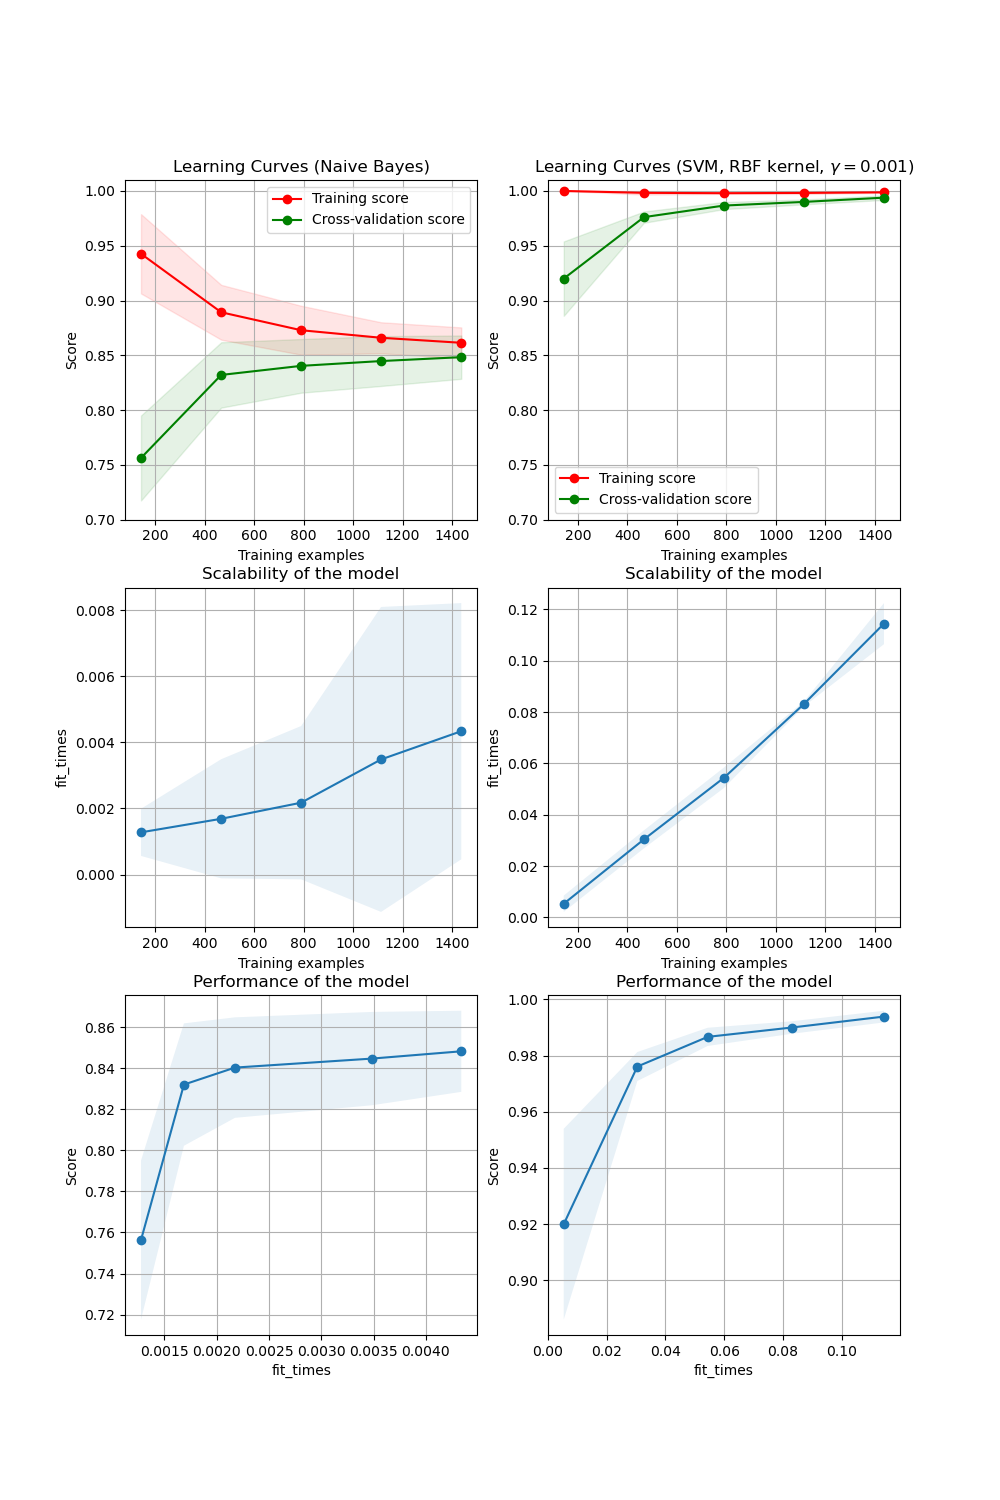 Learning Curves (Naive Bayes)
1.00
0.95
0.90
0.85
0.80
0.75
0.70
Score
Training score
Cross-validation score
200 400 600 800 1000 1200 1400
Training examples
Learning Curves (SVM, RBF kernel, γ = 0.001)
1.00
0.95
0.90
0.85
0.80
0.75
0.70
Score
Training score
Cross-validation score
200 400 600 800 1000 1200 1400
Training examples
Scalability of the model
0.008
0.006
0.004
0.002
0.000
fit_times
200 400 600 800 1000 1200 1400
Training examples
Scalability of the model
0.12
0.10
0.08
0.06
0.04
0.02
0.00
fit_times
200 400 600 800 1000 1200 1400
Training examples
Performance of the model
0.86
0.84
0.82
0.80
0.78
0.76
0.74
0.72
Score
0.0015 0.0020 0.0025 0.0030 0.0035 0.0040
fit_times
Performance of the model
1.00
0.98
0.96
0.94
0.92
0.90
Score
0.00 0.02 0.04 0.06 0.08 0.10
fit_times